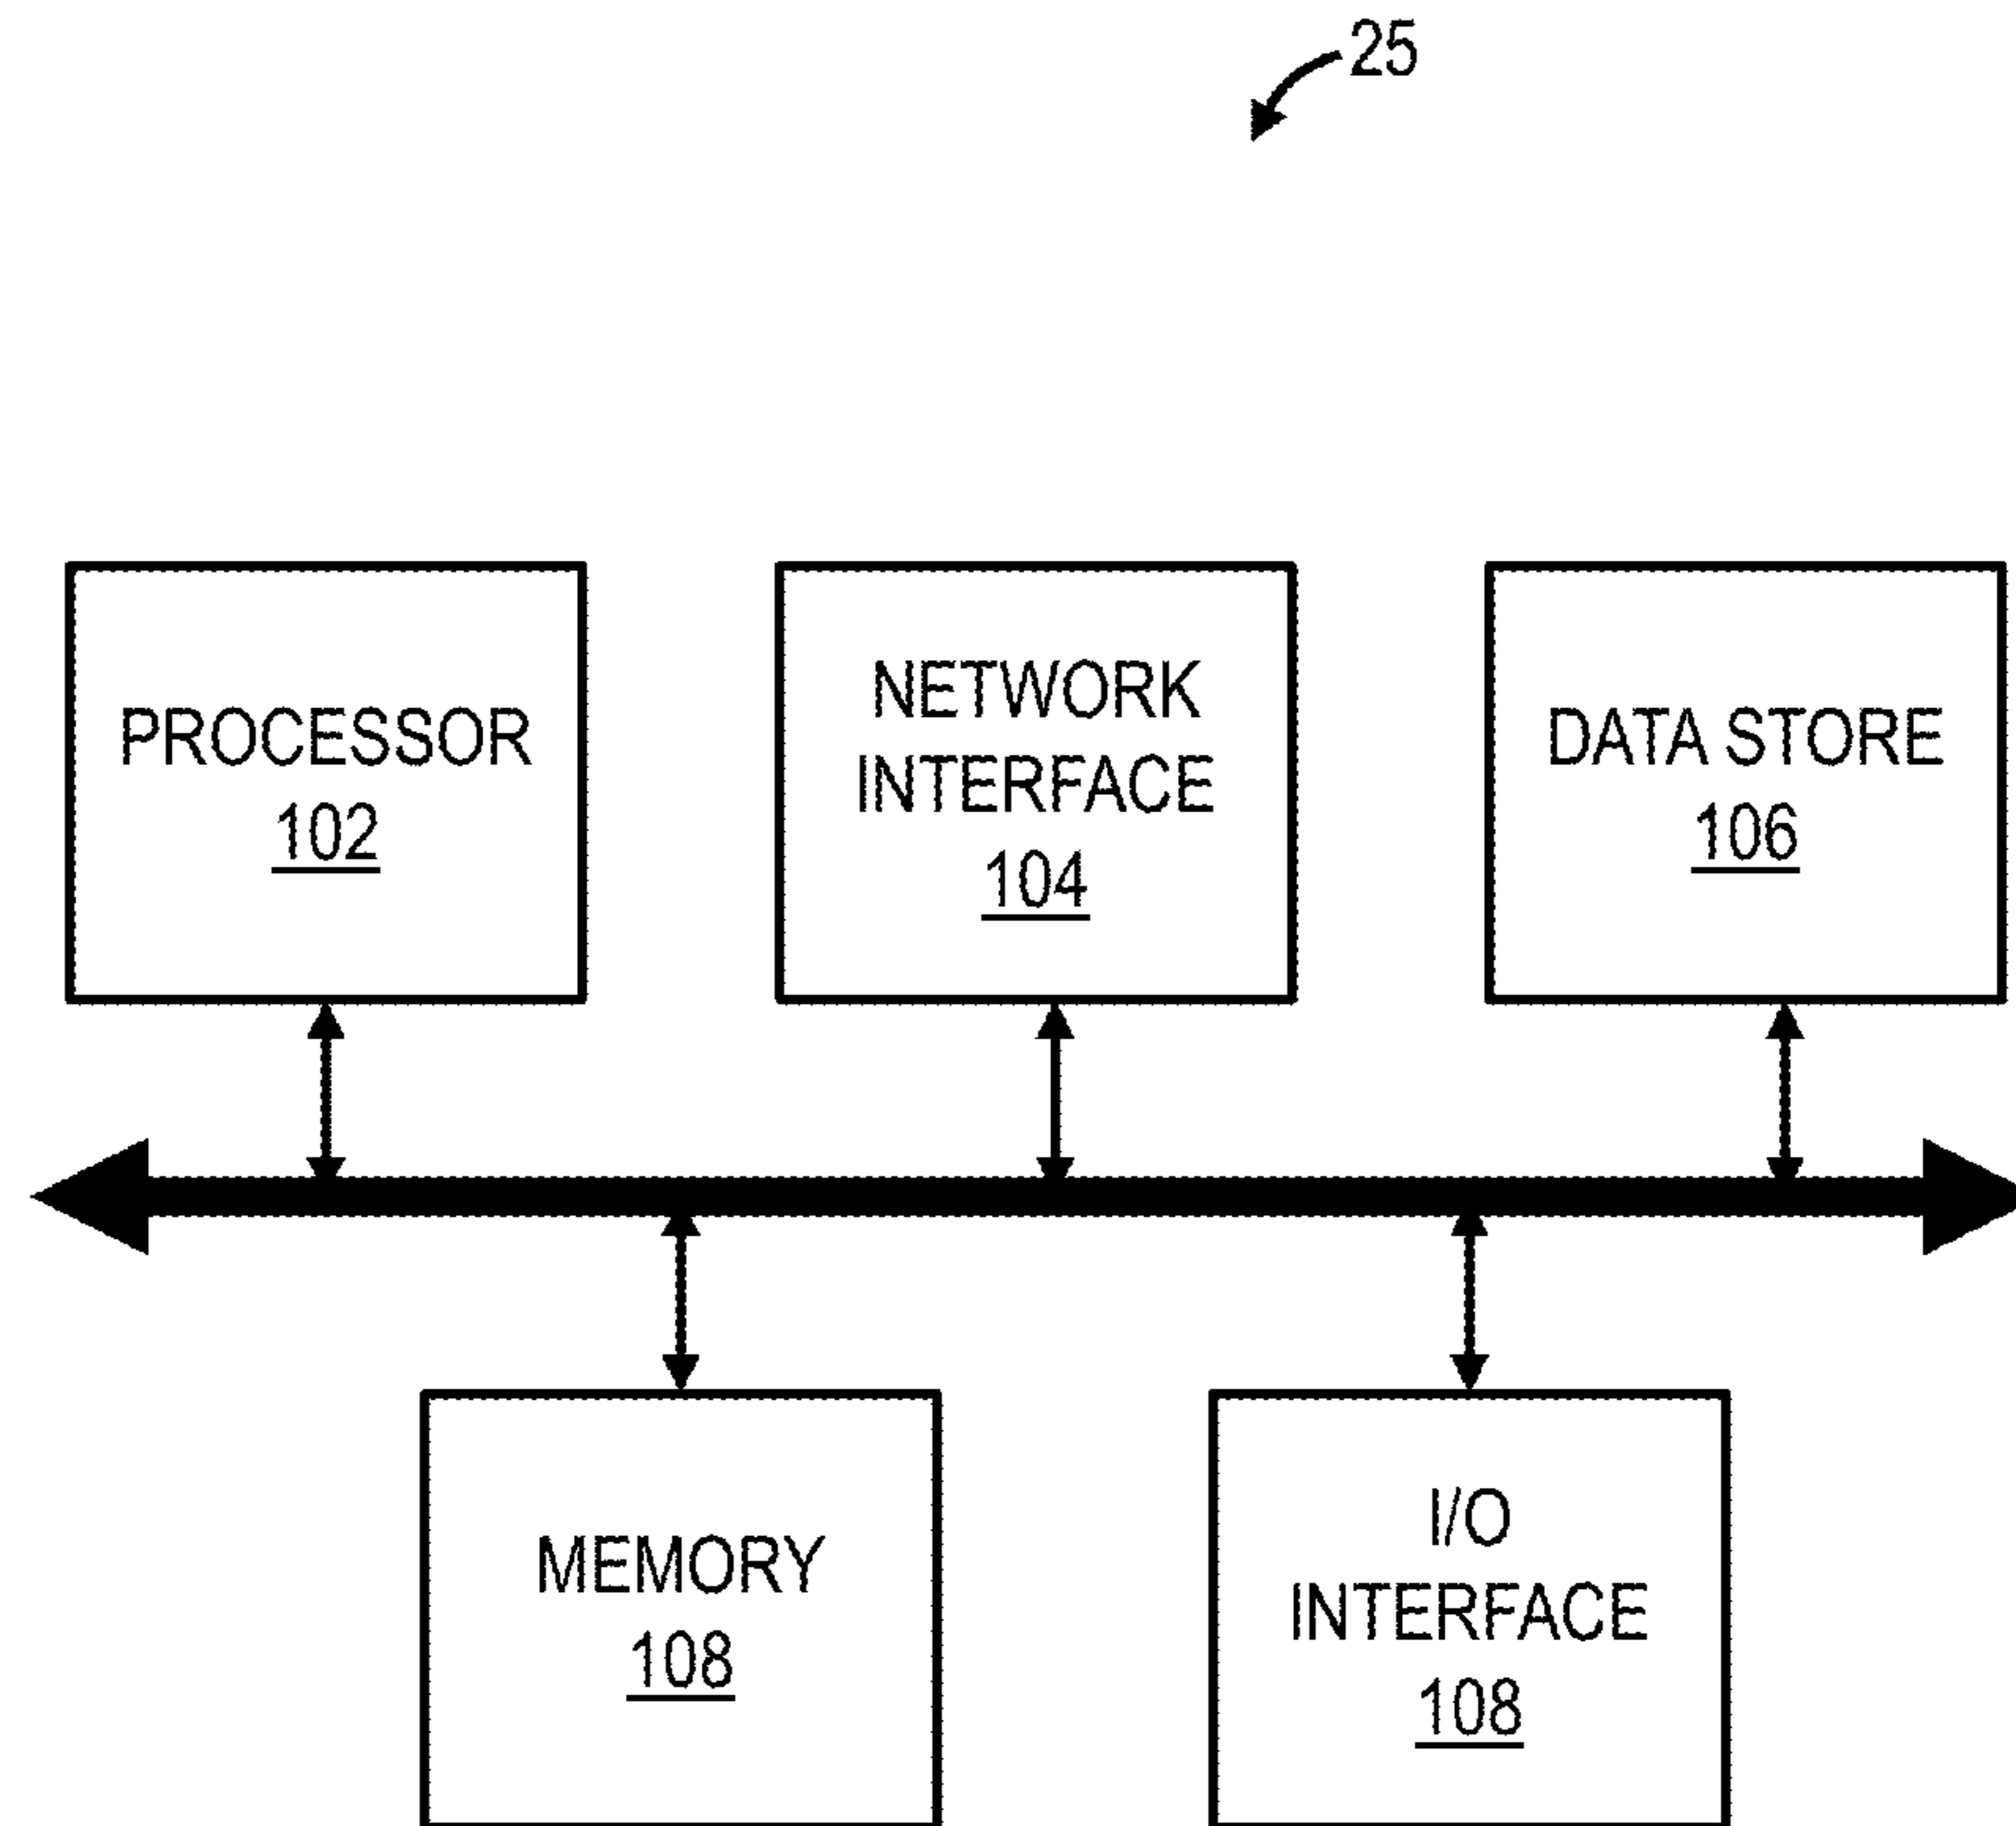 25
PROCESSOR
102
NETWORK
INTERFACE
104
DATA STORE
106
MEMORY
108
I/O
INTERFACE
108